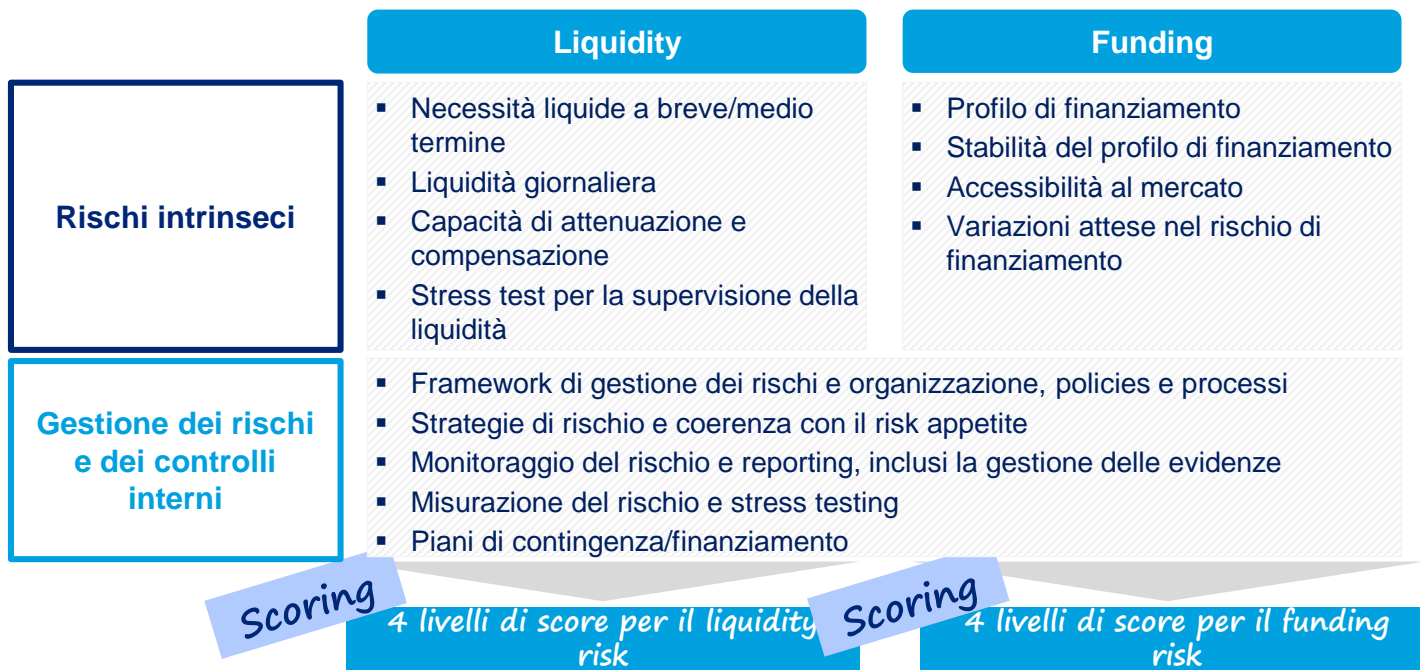 Liquidity
Funding
Rischi intrinseci
▪ Necessità liquide a breve/medio
termine
▪ Liquidità giornaliera
▪ Capacità di attenuazione e
compensazione
▪ Stress test per la supervisione della
liquidità
▪ Profilo di finanziamento
▪ Stabilità del profilo di finanziamento
▪ Accessibilità al mercato
▪ Variazioni attese nel rischio di
finanziamento
Gestione dei rischi
e dei controlli
interni
▪ Framework di gestione dei rischi e organizzazione, policies e processi
▪ Strategie di rischio e coerenza con il risk appetite
▪ Monitoraggio del rischio e reporting, inclusi la gestione delle evidenze
▪ Misurazione del rischio e stress testing
▪ Piani di contingenza/finanziamento
Scoring
4 livelli di score per il liquidity
risk
Scoring
4 livelli di score per il funding
risk